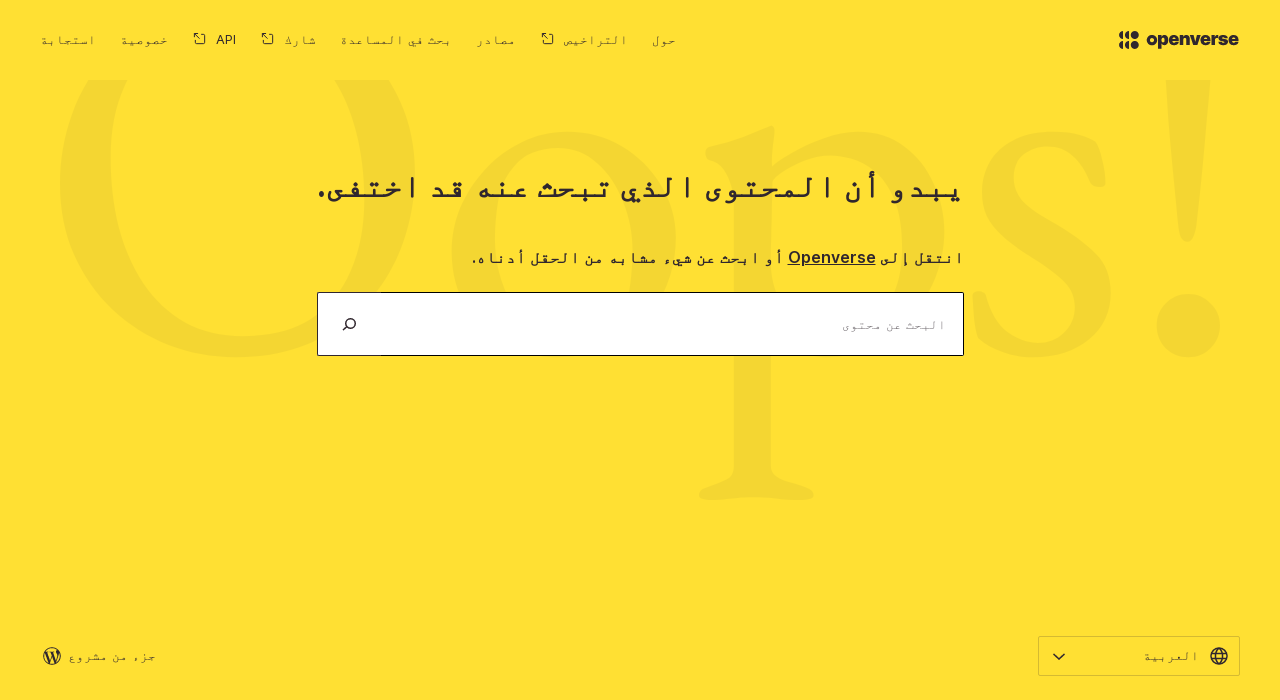 openverse
حول
التراخيص
مصادر
بحث في المساعدة
شارك
API
خصوصية
استجابة
Oops!
يبدو أن المحتوى الذي تبحث عنه قد اختفى.
انتقل إلى Openverse أو ابحث عن شيء مشابه من الحقل أدناه.
البحث عن محتوى
العربية
جزء من مشروع